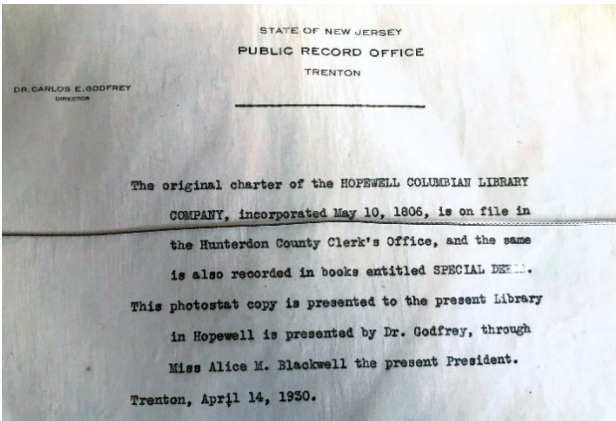 STATE OF NEW JERSEY
PUBLIC RECORD OFFICE
TRENTON
DR. CARLOS E. GODFREY
DIRECTOR
The original charter of the HOPEWELL COLUMBIAN LIBRARY
COMPANY, incorporated May 10, 1806, is on file in
the Hunterdon County Clerk's Office, and the same
is also recorded in books entitled SPECIAL
This photostat copy is presented to the present Library
in Hopewell is presented by Dr. Godfrey, through
Miss Alice M. Blackwell the present President.
Trenton, April 14, 1930.